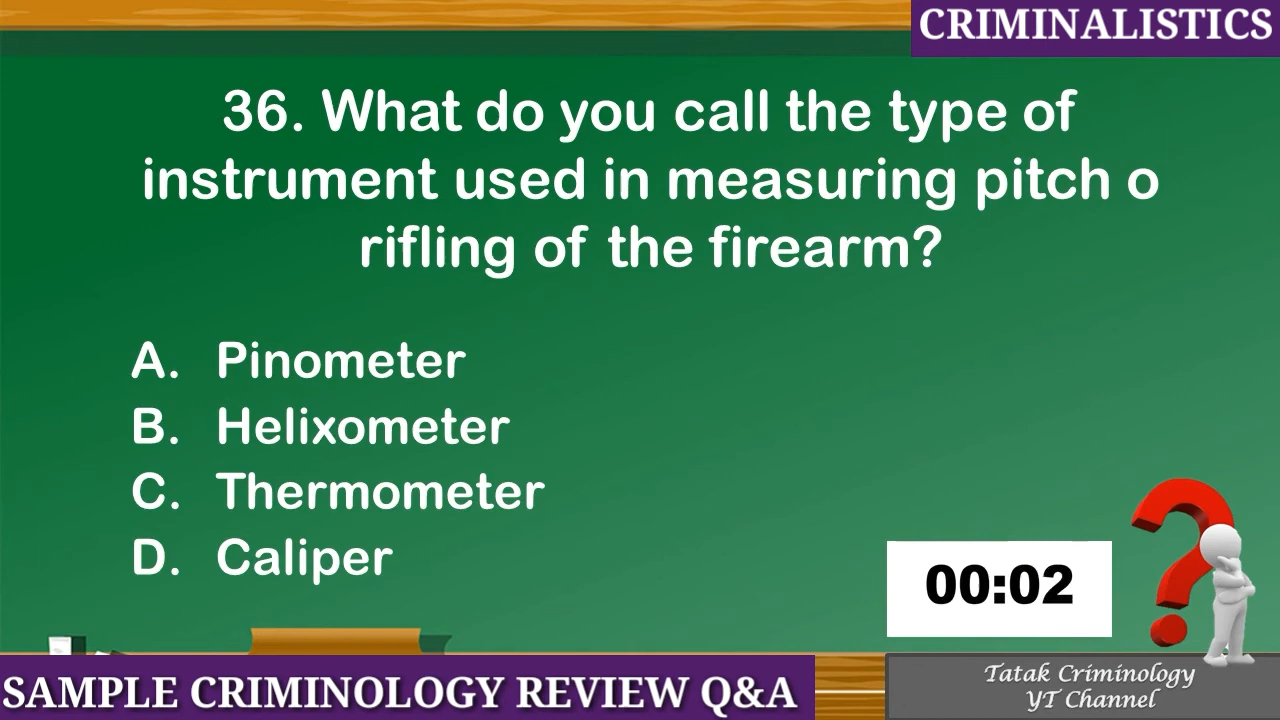 CRIMINALISTICS
36. What do you call the type of
instrument used in measuring pitch o
rifling of the firearm?
A. Pinometer
B. Helixometer
C. Thermometer
D. Caliper
00:02
SAMPLE CRIMINOLOGY REVIEW Q&A
Tatak Criminology
YT Channel